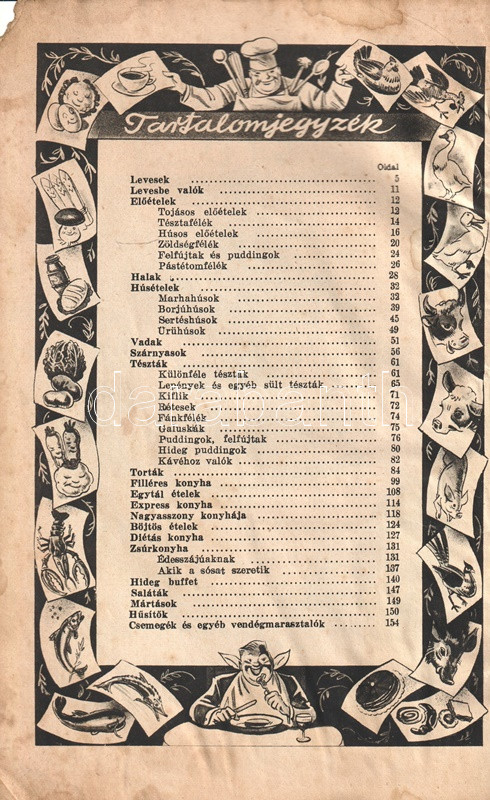 Tartalomjegyzék
Oldal
Levesek 5
Levesbe valók 11
Előételek 12
Tojásos előételek 12
Tésztafélék 14
Húsos előételek 16
Zöldségfélék 20
Felfújtak és puddingok 24
Pástétomfélék 26
Halak 28
Húsételek 32
Marhahúsok 32
Borjúhúsok 39
Sertéshúsok 45
Ürühúsok 49
Vadak 51
Szárnyasok 56
Tészták 61
Különféle tészták 61
Lepények és egyéb sült tészták 65
Kiflik 71
Rétesek 72
Fánkfélék 74
Galuskák 75
Puddingok, felfújtak 76
Hideg puddingok 80
Kávéhoz valók 82
Torták 84
Filléres konyha 99
Egytál ételek 108
Express konyha 114
Nagyasszony konyhája 118
Böjtös ételek 124
Diétás konyha 127
Zsúrkonyha 131
Édesszájúaknak 131
Akik a sósat szeretik 137
Hideg buffet 140
Saláták 147
Mártások 149
Hűsítők 150
Csemegék és egyéb vendégmarasztalók 154
darabanth